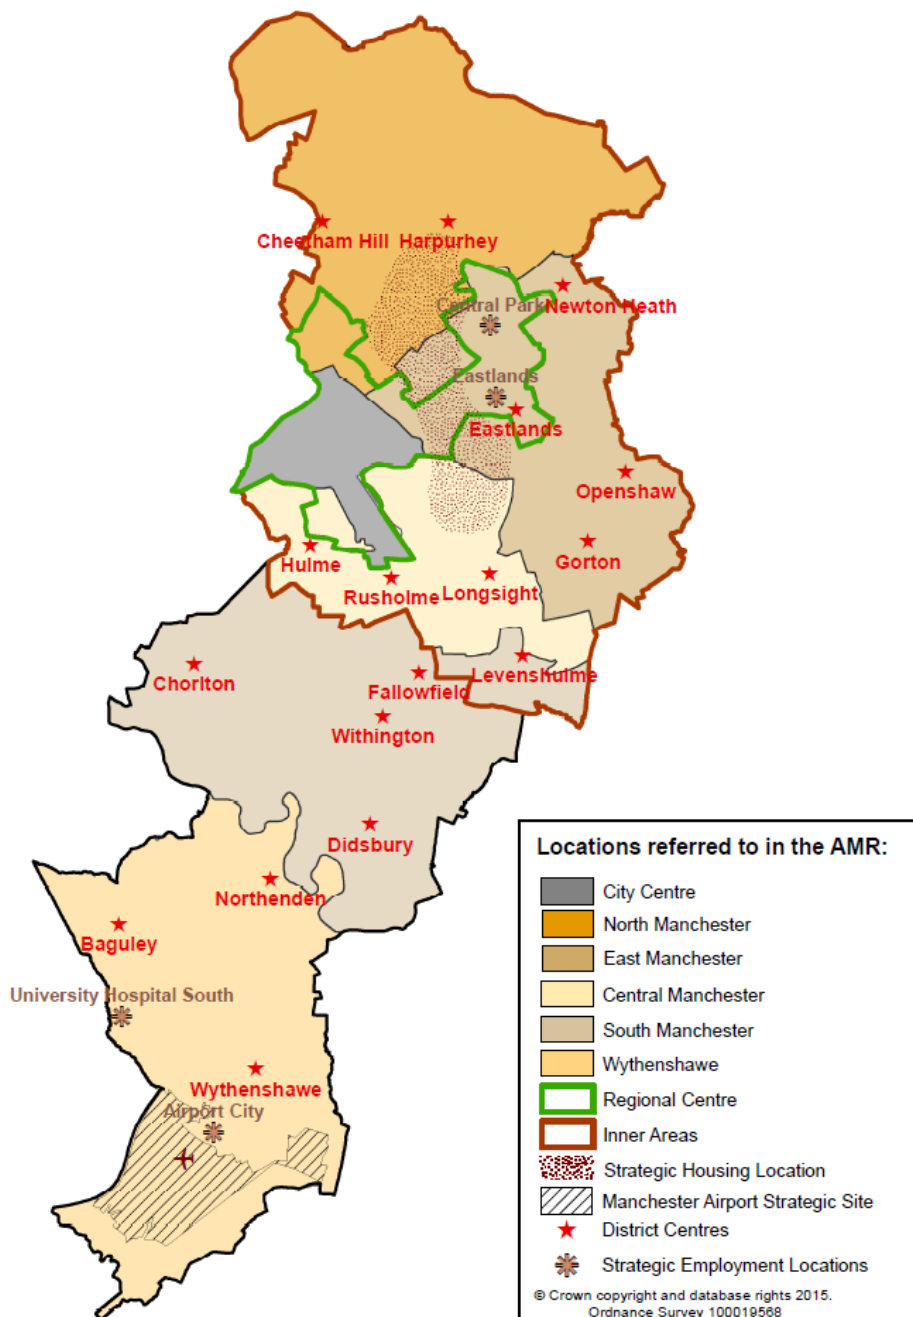 Cheetham Hill
Harpurhey
Central Park
Newton Heath
Eastlands
Eastlands
Openshaw
Gorton
Hulme
Rusholme
Longsight
Levenshulme
Chorlton
Fallowfield
Withington
Didsbury
Northenden
Baguley
University Hospital South
Wythenshawe
Airport City
Locations referred to in the AMR:
City Centre
North Manchester
East Manchester
Central Manchester
South Manchester
Wythenshawe
Regional Centre
Inner Areas
Strategic Housing Location
Manchester Airport Strategic Site
District Centres
Strategic Employment Locations
© Crown copyright and database rights 2015.
Ordnance Survey 100019568